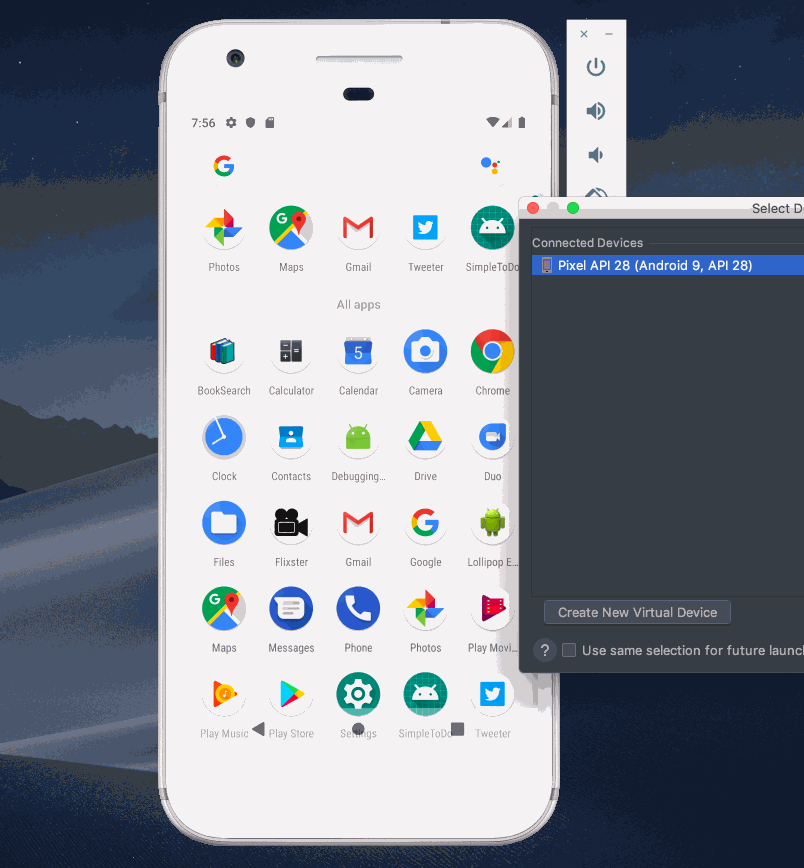 7:56
Photos Maps Gmail Tweeter SimpleToDo
All apps
5
BookSearch Calculator Calendar Camera Chrome
Clock Contacts Debugging... Drive Duo
Files Flixster Gmail Google Lollipop E...
Maps Messages Phone Photos Play Movi...
Play Music Play Store Settings SimpleToDo Tweeter
Select D
Connected Devices
Pixel API 28 (Android 9, API 28)
Create New Virtual Device
? Use same selection for future launch